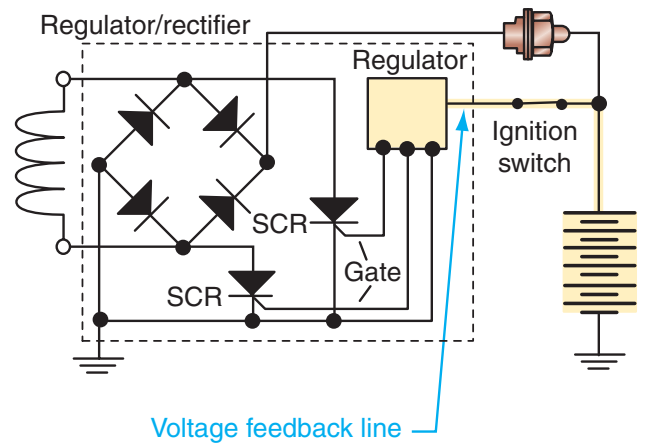 Regulator/rectifier
Regulator
Ignition
switch
SCR
Gate
SCR
Voltage feedback line